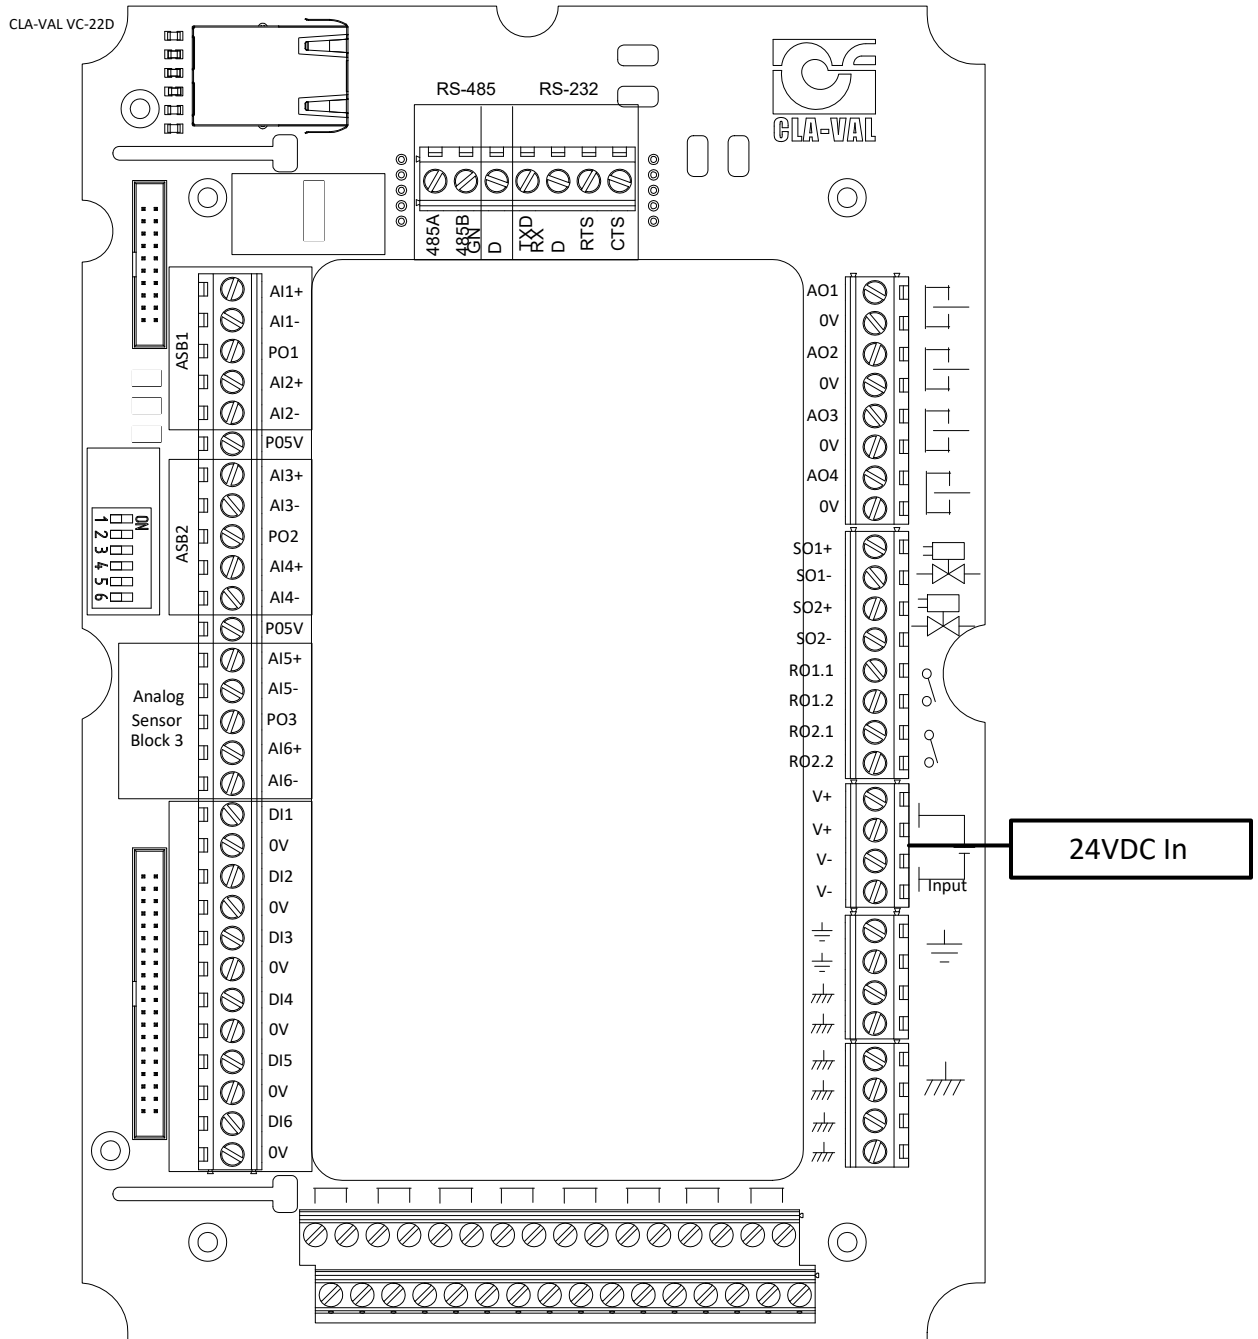 CLA-VAL VC-22D
CLA-VAL
RS-485 RS-232
485A
485B
GN
D
TXD
RX
D
RTS
CTS
ASB1
AI1+
AI1-
PO1
AI2+
AI2-
P05V
ON
1
2
3
4
5
6
ASB2
AI3+
AI3-
PO2
AI4+
AI4-
P05V
Analog
Sensor
Block 3
AI5+
AI5-
PO3
AI6+
AI6-
DI1
0V
DI2
0V
DI3
0V
DI4
0V
DI5
0V
DI6
0V
AO1
0V
AO2
0V
AO3
0V
AO4
0V
SO1+
SO1-
SO2+
SO2-
RO1.1
RO1.2
RO2.1
RO2.2
V+
V+
V-
V-
Input
24VDC In